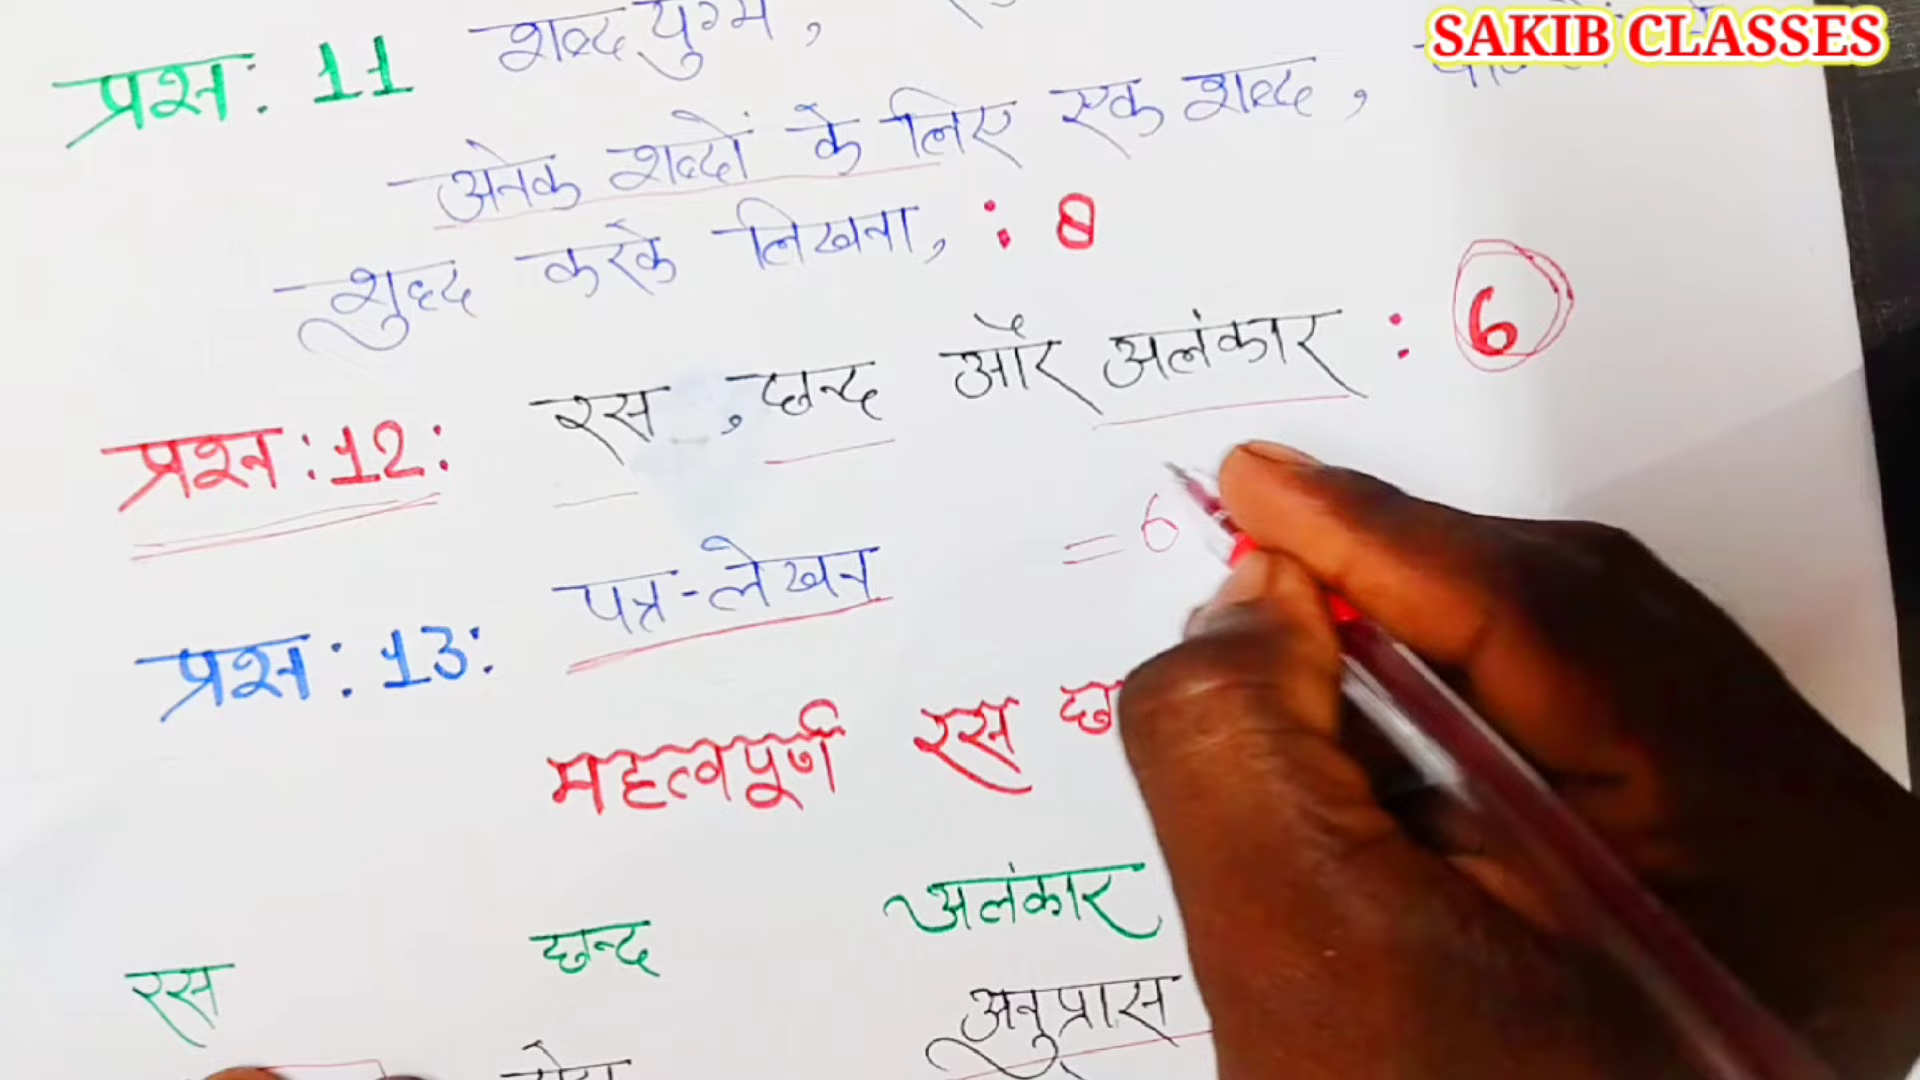 SAKIB CLASSES
प्रश्न: 11 शब्द युग्म,
अनेक शब्दों के लिए एक शब्द,
शुद्ध करके लिखना, : 8
प्रश्न:12: रस, छन्द और अलंकार : 6
= 6
प्रश्न: 13: पत्र-लेखन
महत्वपूर्ण रस
रस छन्द अलंकार
अनुप्रास